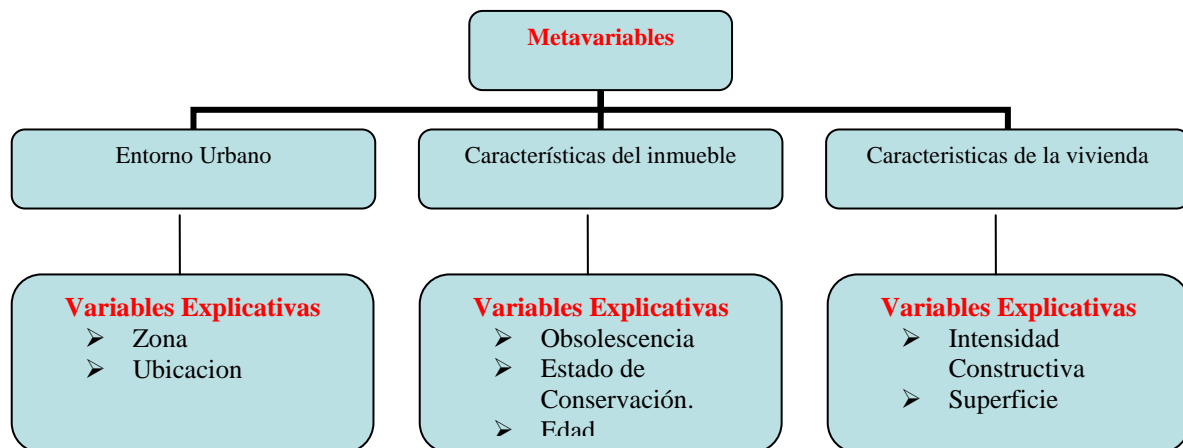 Metavariables
Entorno Urbano
Características del inmueble
Caracteristicas de la vivienda
Variables Explicativas
➢ Zona
➢ Ubicacion
Variables Explicativas
➢ Obsolescencia
➢ Estado de
Conservación.
➢ Edad
Variables Explicativas
➢ Intensidad
Constructiva
➢ Superficie